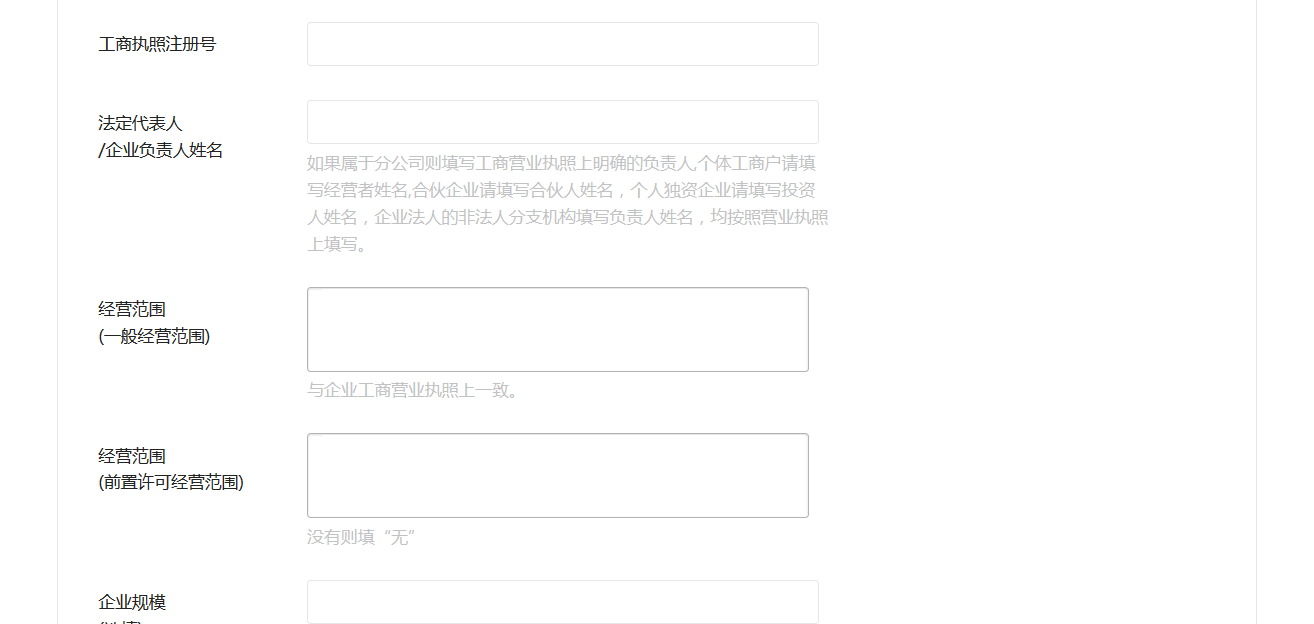 工商执照注册号
法定代表人
/企业负责人姓名
如果属于分公司则填写工商营业执照上明确的负责人,个体工商户请填
写经营者姓名,合伙企业请填写合伙人姓名，个人独资企业请填写投资
人姓名，企业法人的非法人分支机构填写负责人姓名，均按照营业执照
上填写。
经营范围
(一般经营范围)
与企业工商营业执照上一致。
经营范围
(前置许可经营范围)
没有则填“无”
企业规模